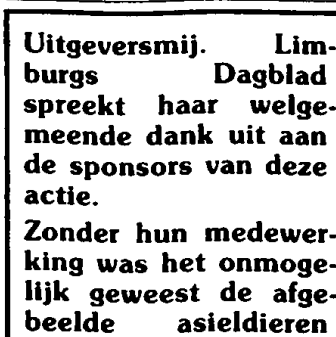 Uitgeversmij. Lim-
burgs Dagblad
spreekt haar welge-
meende dank uit aan
de sponsors van deze
actie.
Zonder hun medewer-
king was het onmoge-
lijk geweest de afge-
beelde asieldieren